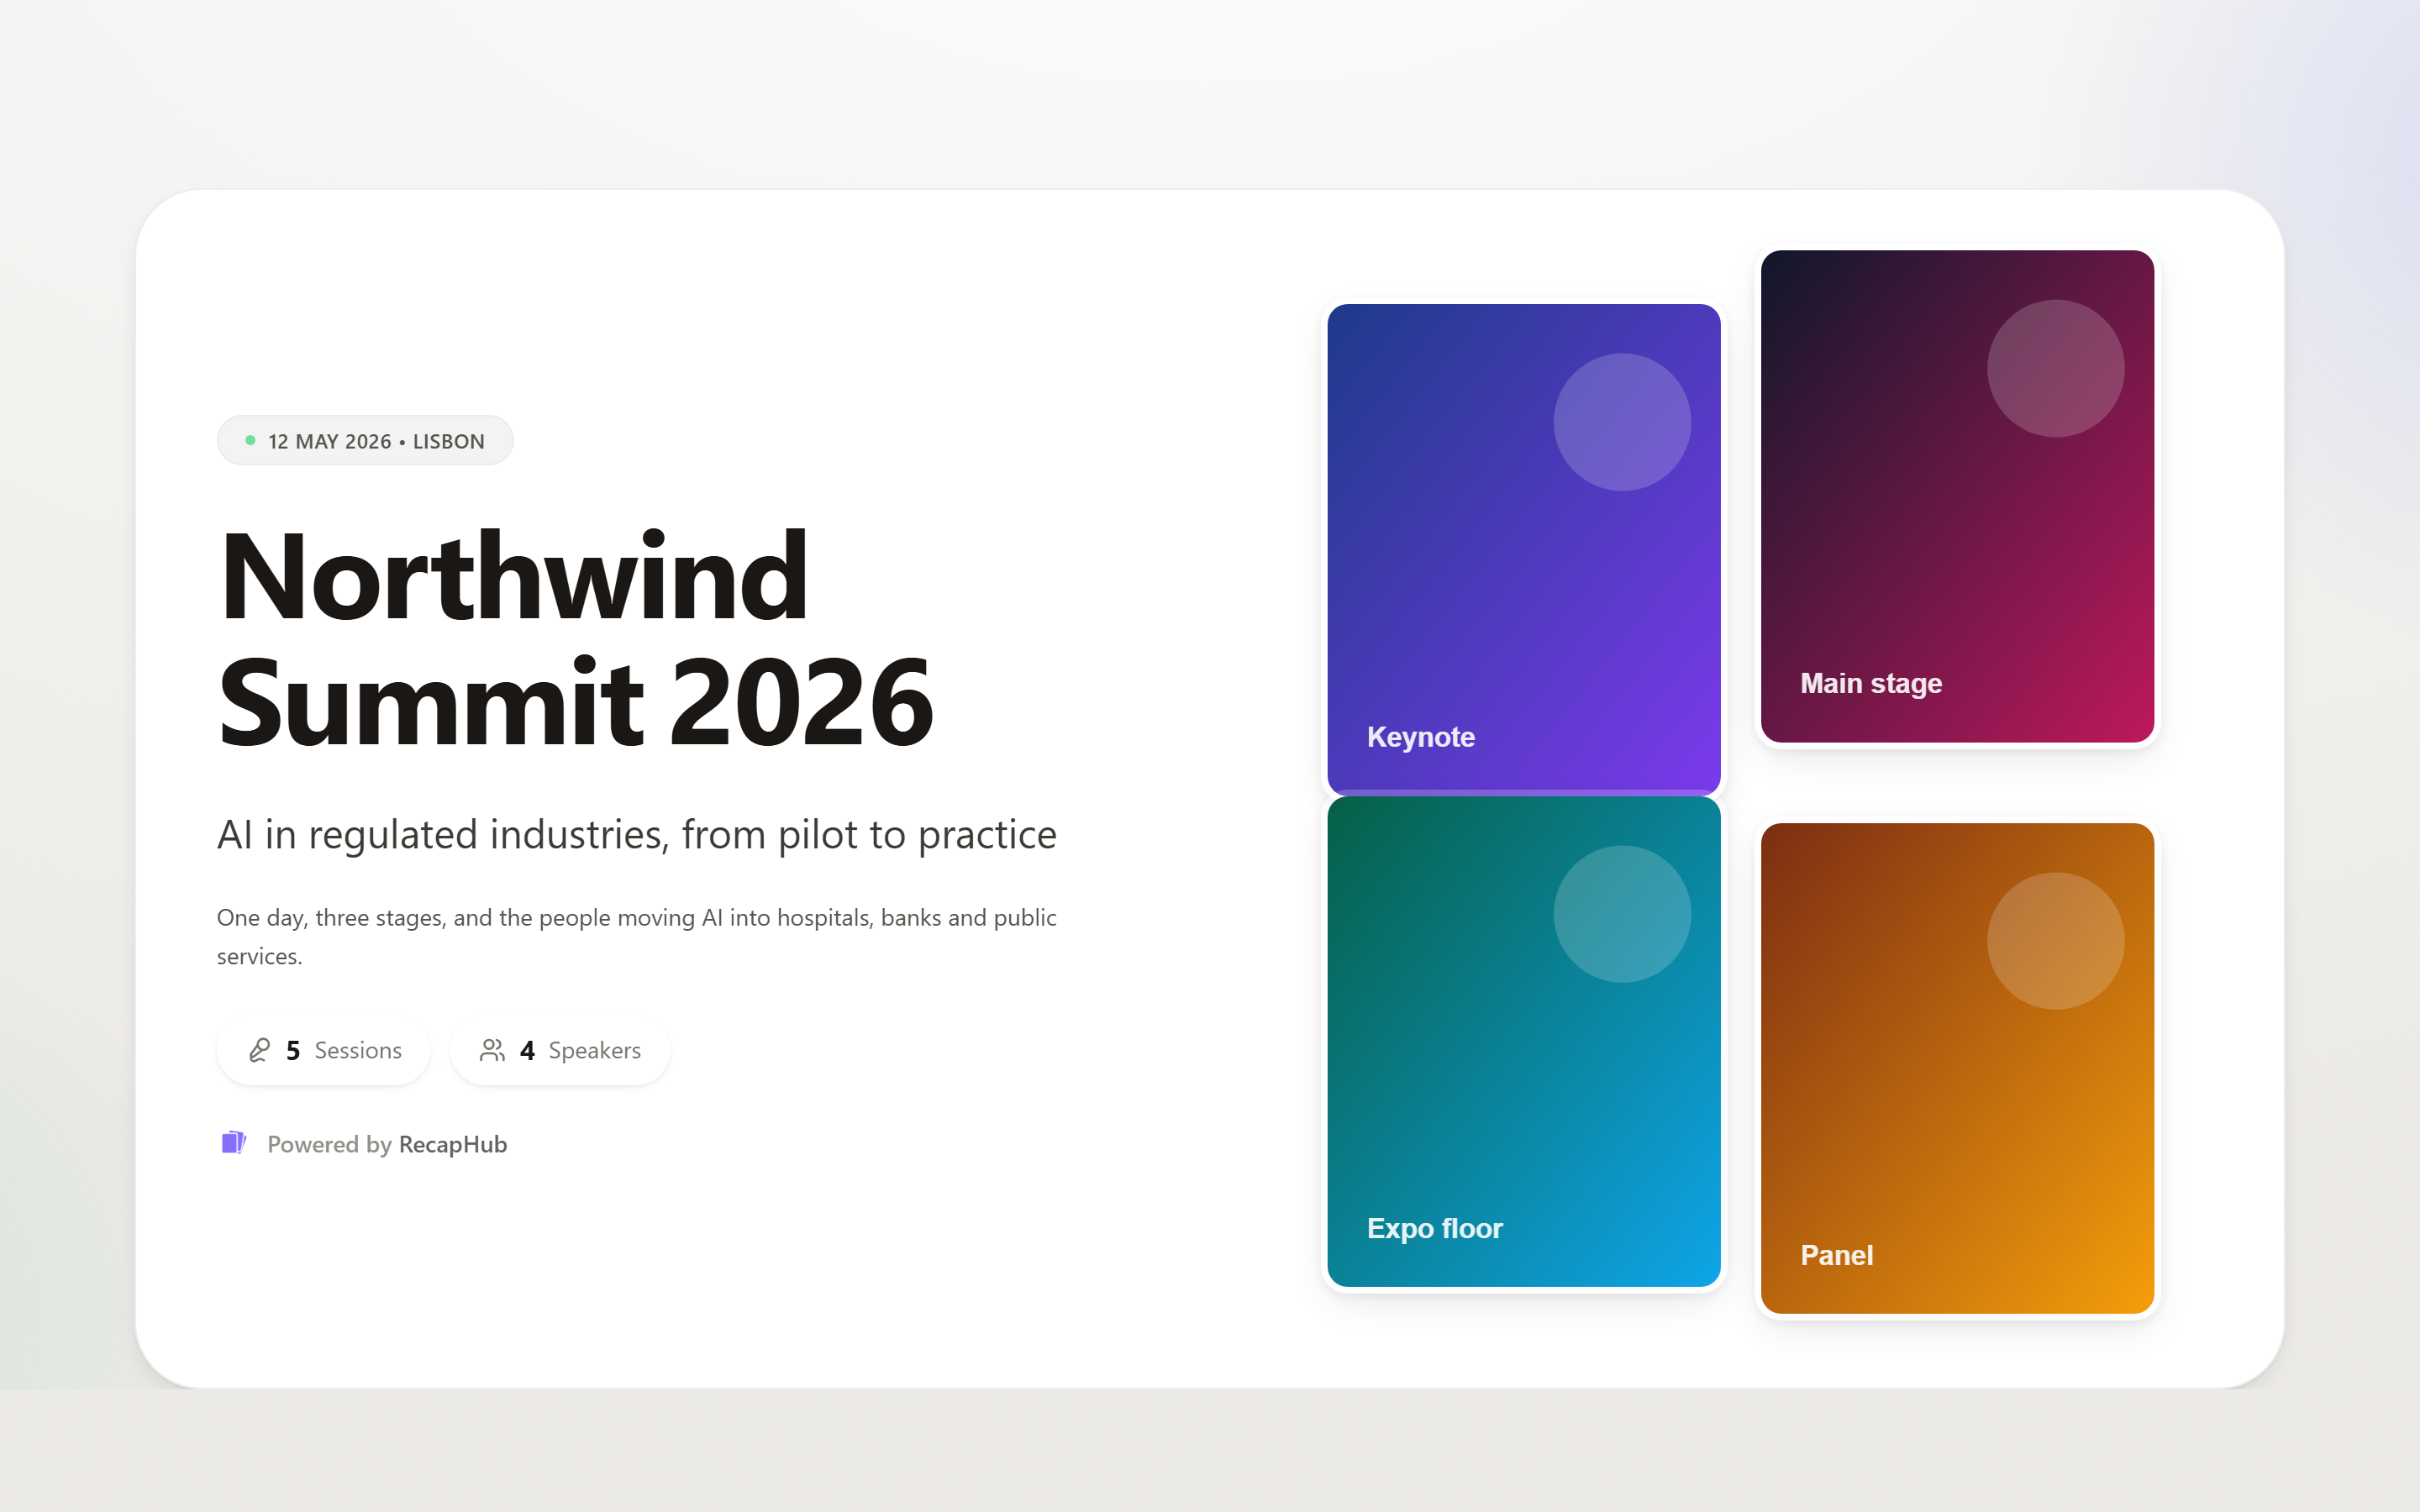 12 MAY 2026 • LISBON
Northwind
Summit 2026
AI in regulated industries, from pilot to practice
One day, three stages, and the people moving AI into hospitals, banks and public
services.
5 Sessions
4 Speakers
Powered by RecapHub
Keynote
Main stage
Expo floor
Panel